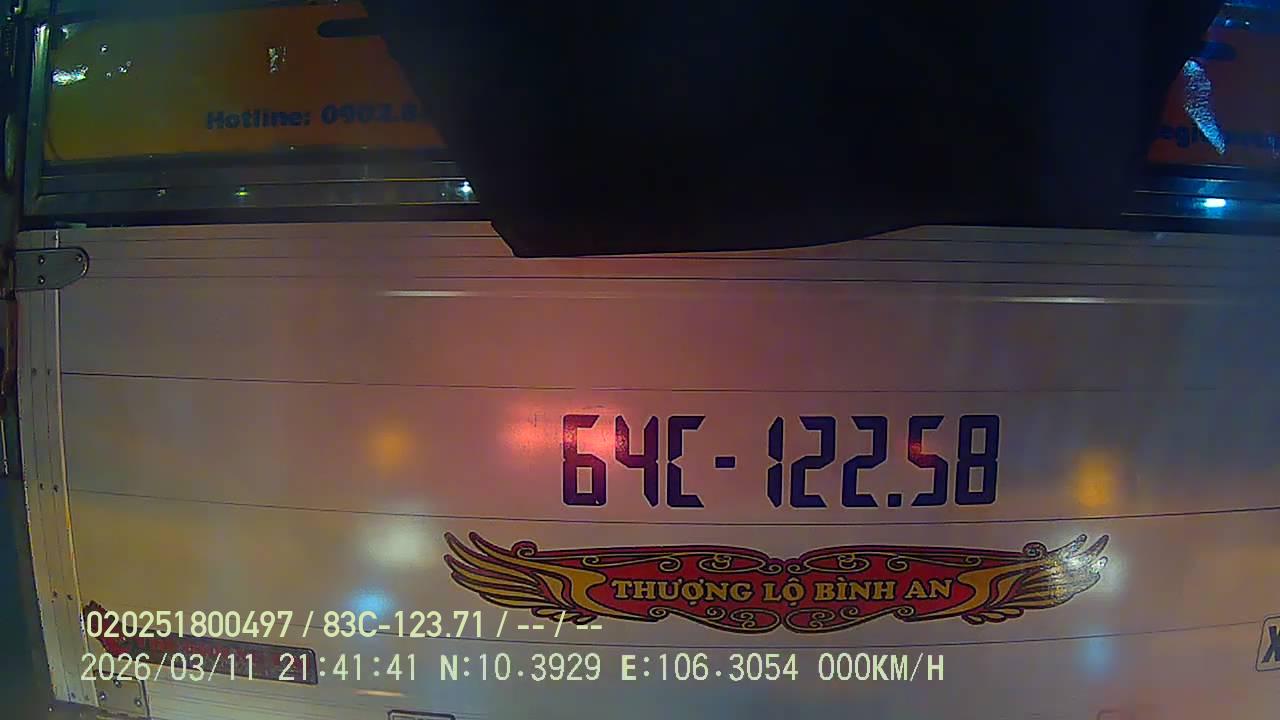 Hotline: 0902.8
64C-122.58
THƯỢNG LỘ BÌNH AN
020251800497 / 83C-123.71 / -- / --
2026/03/11 21:41:41 N:10.3929 E:106.3054 000KM/H